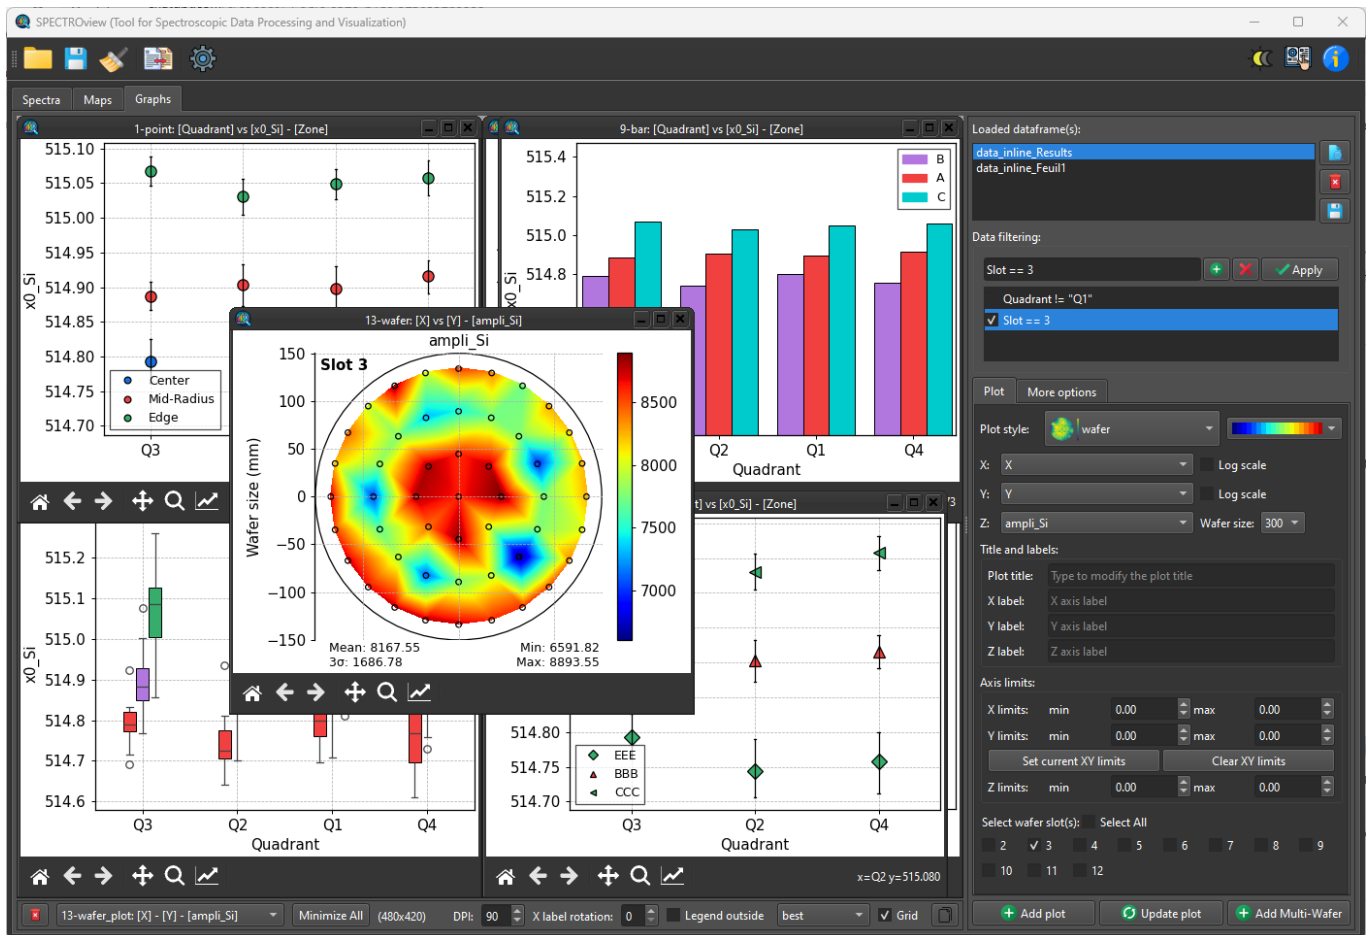 SPECTROview (Tool for Spectroscopic Data Processing and Visualization)
Spectra Maps Graphs
1-point: [Quadrant] vs [x0_Si] - [Zone]
515.10
515.05
515.00
514.95
514.90
514.85
514.80
514.75
514.70
x0_Si
Center
Mid-Radius
Edge
Q3
9-bar: [Quadrant] vs [x0_Si] - [Zone]
515.4
515.2
515.0
514.8
x0_Si
B
A
C
Q2 Q1 Q4
Quadrant
13-wafer: [X] vs [Y] - [ampli_Si]
ampli_Si
Slot 3
150
100
50
0
−50
−100
−150
Wafer size (mm)
8500
8000
7500
7000
Mean: 8167.55 Min: 6591.82
3σ: 1686.78 Max: 8893.55
515.2
515.1
515.0
514.9
514.8
514.7
514.6
x0_Si
Q3 Q2 Q1 Q4
Quadrant
t] vs [x0_Si] - [Zone]
514.80
514.75
514.70
EEE
BBB
CCC
Q3 Q2 Q4
Quadrant
x=Q2 y=515.080
13-wafer_plot: [X] - [Y] - [ampli_Si] Minimize All (480x420) DPI: 90 X label rotation: 0 Legend outside best Grid
Loaded dataframe(s):
data_inline_Results
data_inline_Feuil1
Data filtering:
Slot == 3 Apply
Quadrant != "Q1"
Slot == 3
Plot More options
Plot style: wafer
X: X Log scale
Y: Y Log scale
Z: ampli_Si Wafer size: 300
Title and labels:
Plot title: Type to modify the plot title
X label: X axis label
Y label: Y axis label
Z label: Z axis label
Axis limits:
X limits: min 0.00 max 0.00
Y limits: min 0.00 max 0.00
Set current XY limits Clear XY limits
Z limits: min 0.00 max 0.00
Select wafer slot(s): Select All
2 3 4 5 6 7 8 9
10 11 12
Add plot Update plot Add Multi-Wafer